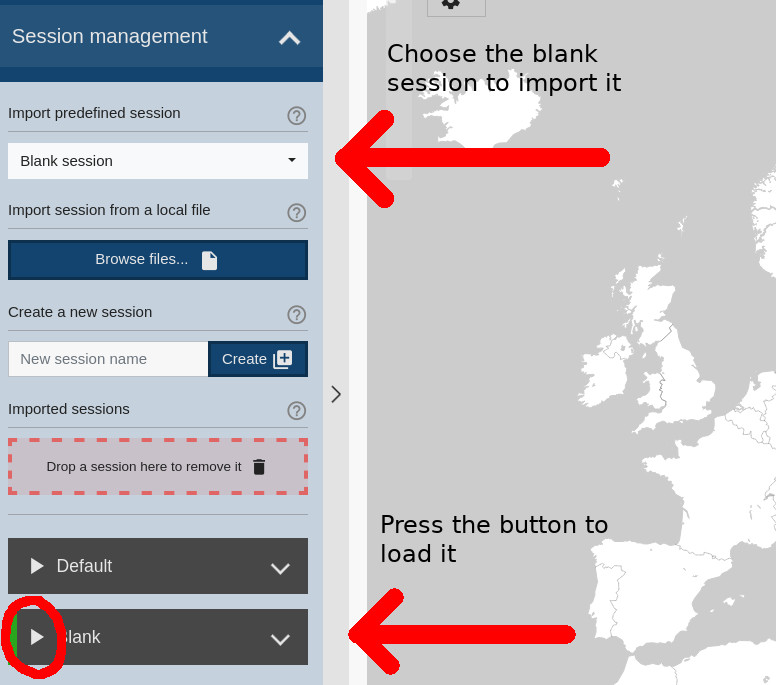 Session management
Choose the blank
session to import it
Import predefined session
Blank session
Import session from a local file
Browse files...
Create a new session
New session name
Create
Imported sessions
Drop a session here to remove it
Press the button to
load it
Default
Blank